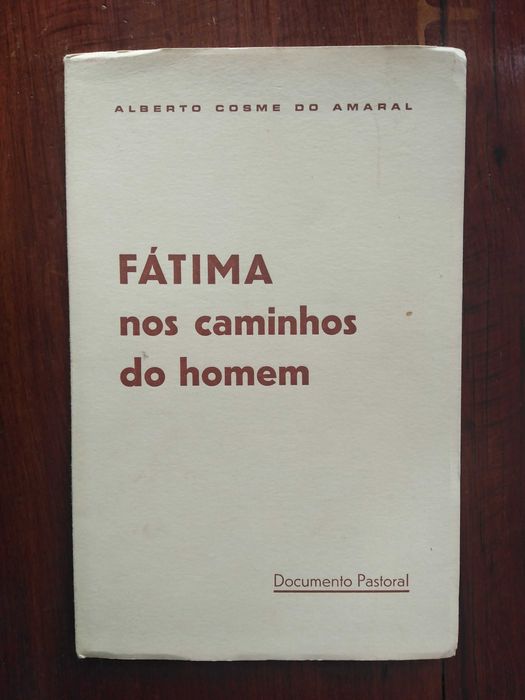 ALBERTO COSME DO AMARAL
FÁTIMA
nos caminhos
do homem
Documento Pastoral